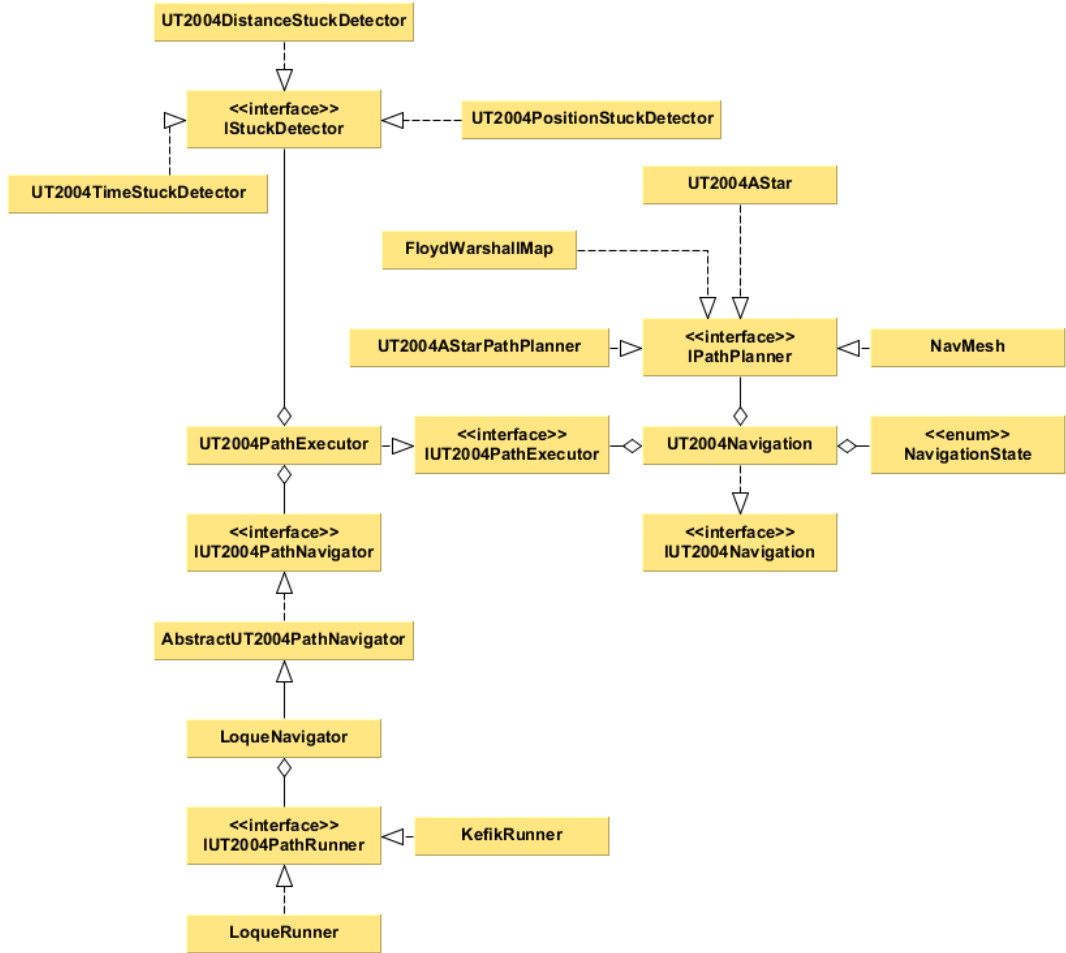 UT2004DistanceStuckDetector
<<interface>>
IStuckDetector
UT2004PositionStuckDetector
UT2004TimeStuckDetector
UT2004AStar
FloydWarshallMap
<<interface>>
IPathPlanner
UT2004AStarPathPlanner
NavMesh
UT2004PathExecutor
<<interface>>
IUT2004PathExecutor
UT2004Navigation
<<enum>>
NavigationState
<<interface>>
IUT2004PathNavigator
<<interface>>
IUT2004Navigation
AbstractUT2004PathNavigator
LoqueNavigator
<<interface>>
IUT2004PathRunner
KefikRunner
LoqueRunner